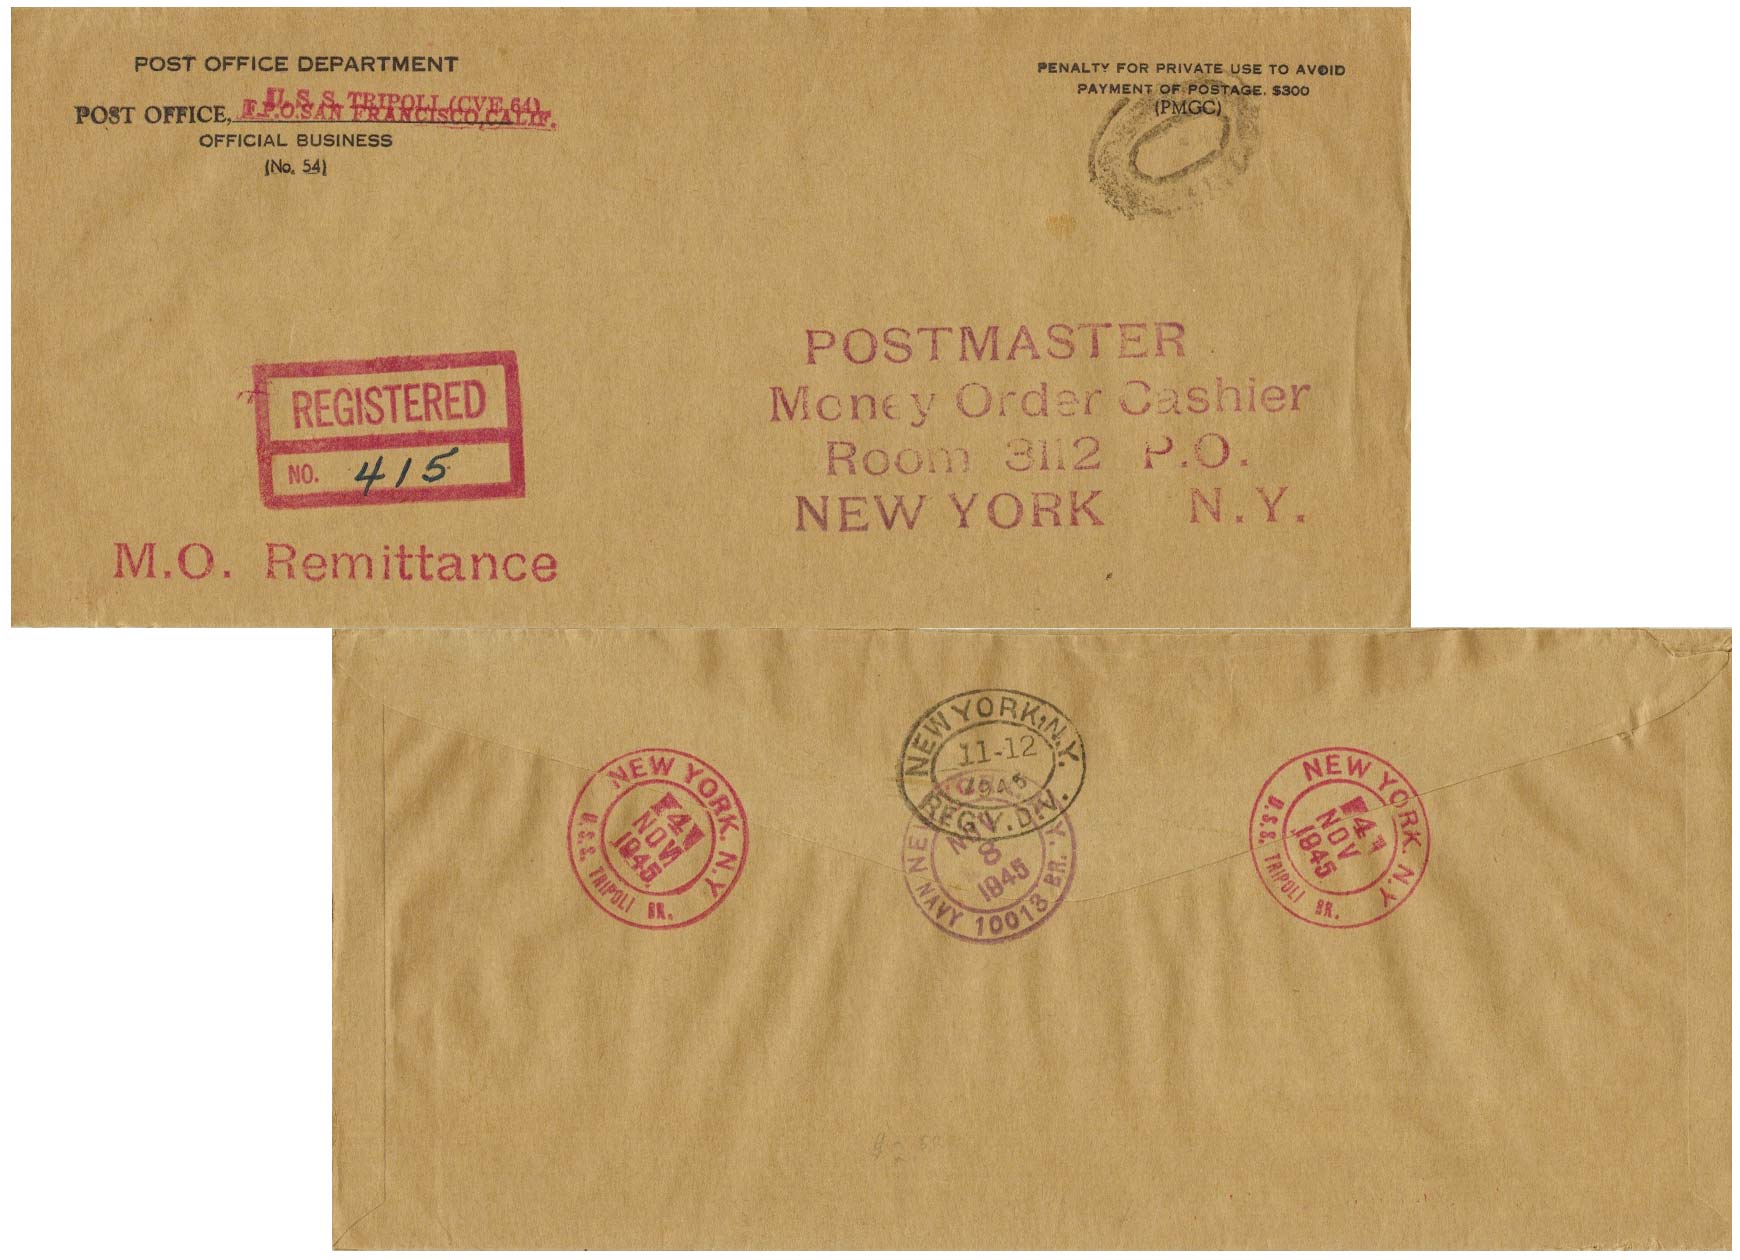 POST OFFICE DEPARTMENT
U. S. S. TRIPOLI (CVE 64)
POST OFFICE, F.P.O. SAN FRANCISCO, CALIF.
OFFICIAL BUSINESS
(No. 54)
PENALTY FOR PRIVATE USE TO AVOID
PAYMENT OF POSTAGE. $300
(PMGC)
REGISTERED
NO. 415
M.O. Remittance
POSTMASTER
Money Order Cashier
Room 3112 P.O.
NEW YORK N.Y.
NEW YORK, N.Y.
4
NOV
1945
U.S.S. TRIPOLI BR.
NEW YORK, N.Y.
11-12
1945
REG'Y. DIV.
NOV
8
1945
NAVY 10013 BR.
NEW YORK, N.Y
4
NOV
1945
U.S.S. TRIPOLI BR.